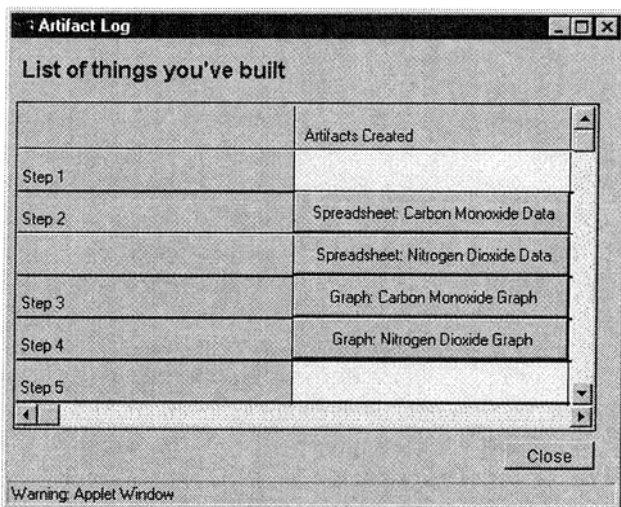 Artifact Log
List of things you've built
Artifacts Created
Step 1
Step 2
Spreadsheet: Carbon Monoxide Data
Spreadsheet: Nitrogen Dioxide Data
Step 3
Graph: Carbon Monoxide Graph
Step 4
Graph: Nitrogen Dioxide Graph
Step 5
Close
Warning: Applet Window